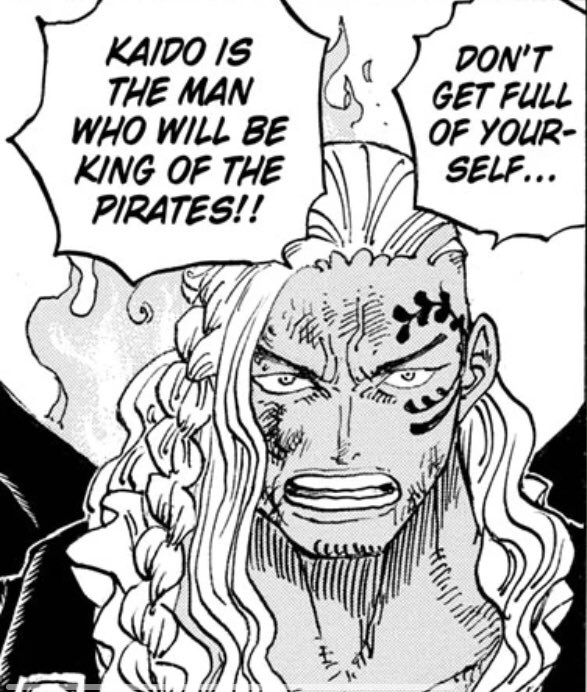 DON'T
GET FULL
OF YOUR-
SELF...
KAIDO IS
THE MAN
WHO WILL BE
KING OF THE
PIRATES!!